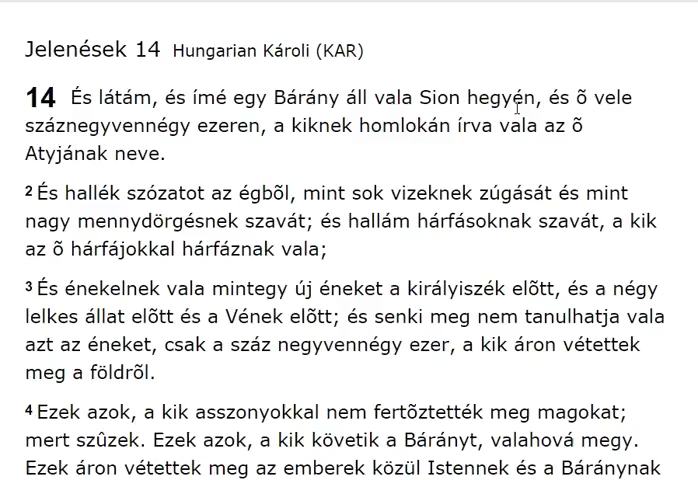 Jelenések 14 Hungarian Károli (KAR)
14 És látám, és ímé egy Bárány áll vala Sion hegyén, és õ vele
száznegyvennégy ezeren, a kiknek homlokán írva vala az õ
Atyjának neve.
2 És hallék szózatot az égbõl, mint sok vizeknek zúgását és mint
nagy mennydörgésnek szavát; és hallám hárfásoknak szavát, a kik
az õ hárfájokkal hárfáznak vala;
3 És énekelnek vala mintegy új éneket a királyiszék elõtt, és a négy
lelkes állat elõtt és a Vének elõtt; és senki meg nem tanulhatja vala
azt az éneket, csak a száz negyvennégy ezer, a kik áron vétettek
meg a földrõl.
4 Ezek azok, a kik asszonyokkal nem fertõztették meg magokat;
mert szûzek. Ezek azok, a kik követik a Bárányt, valahová megy.
Ezek áron vétettek meg az emberek közül Istennek és a Báránynak